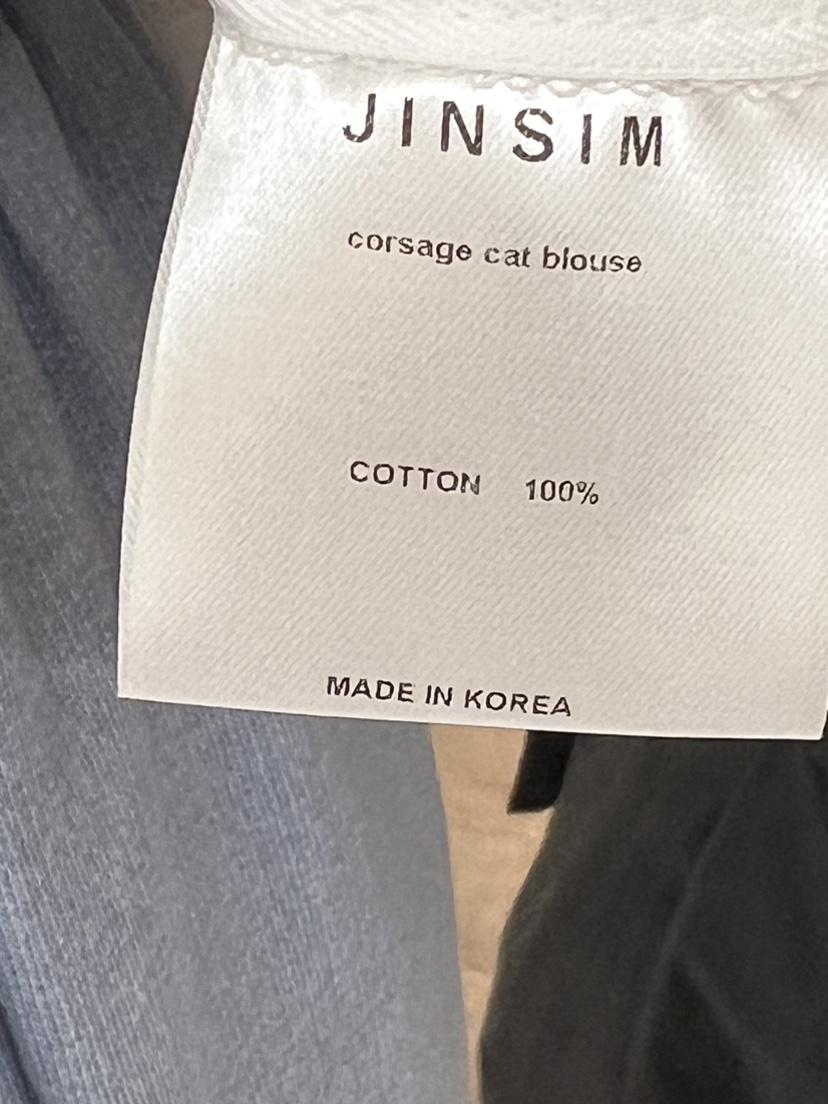 JINSIM
corsage cat blouse
COTTON 100%
MADE IN KOREA